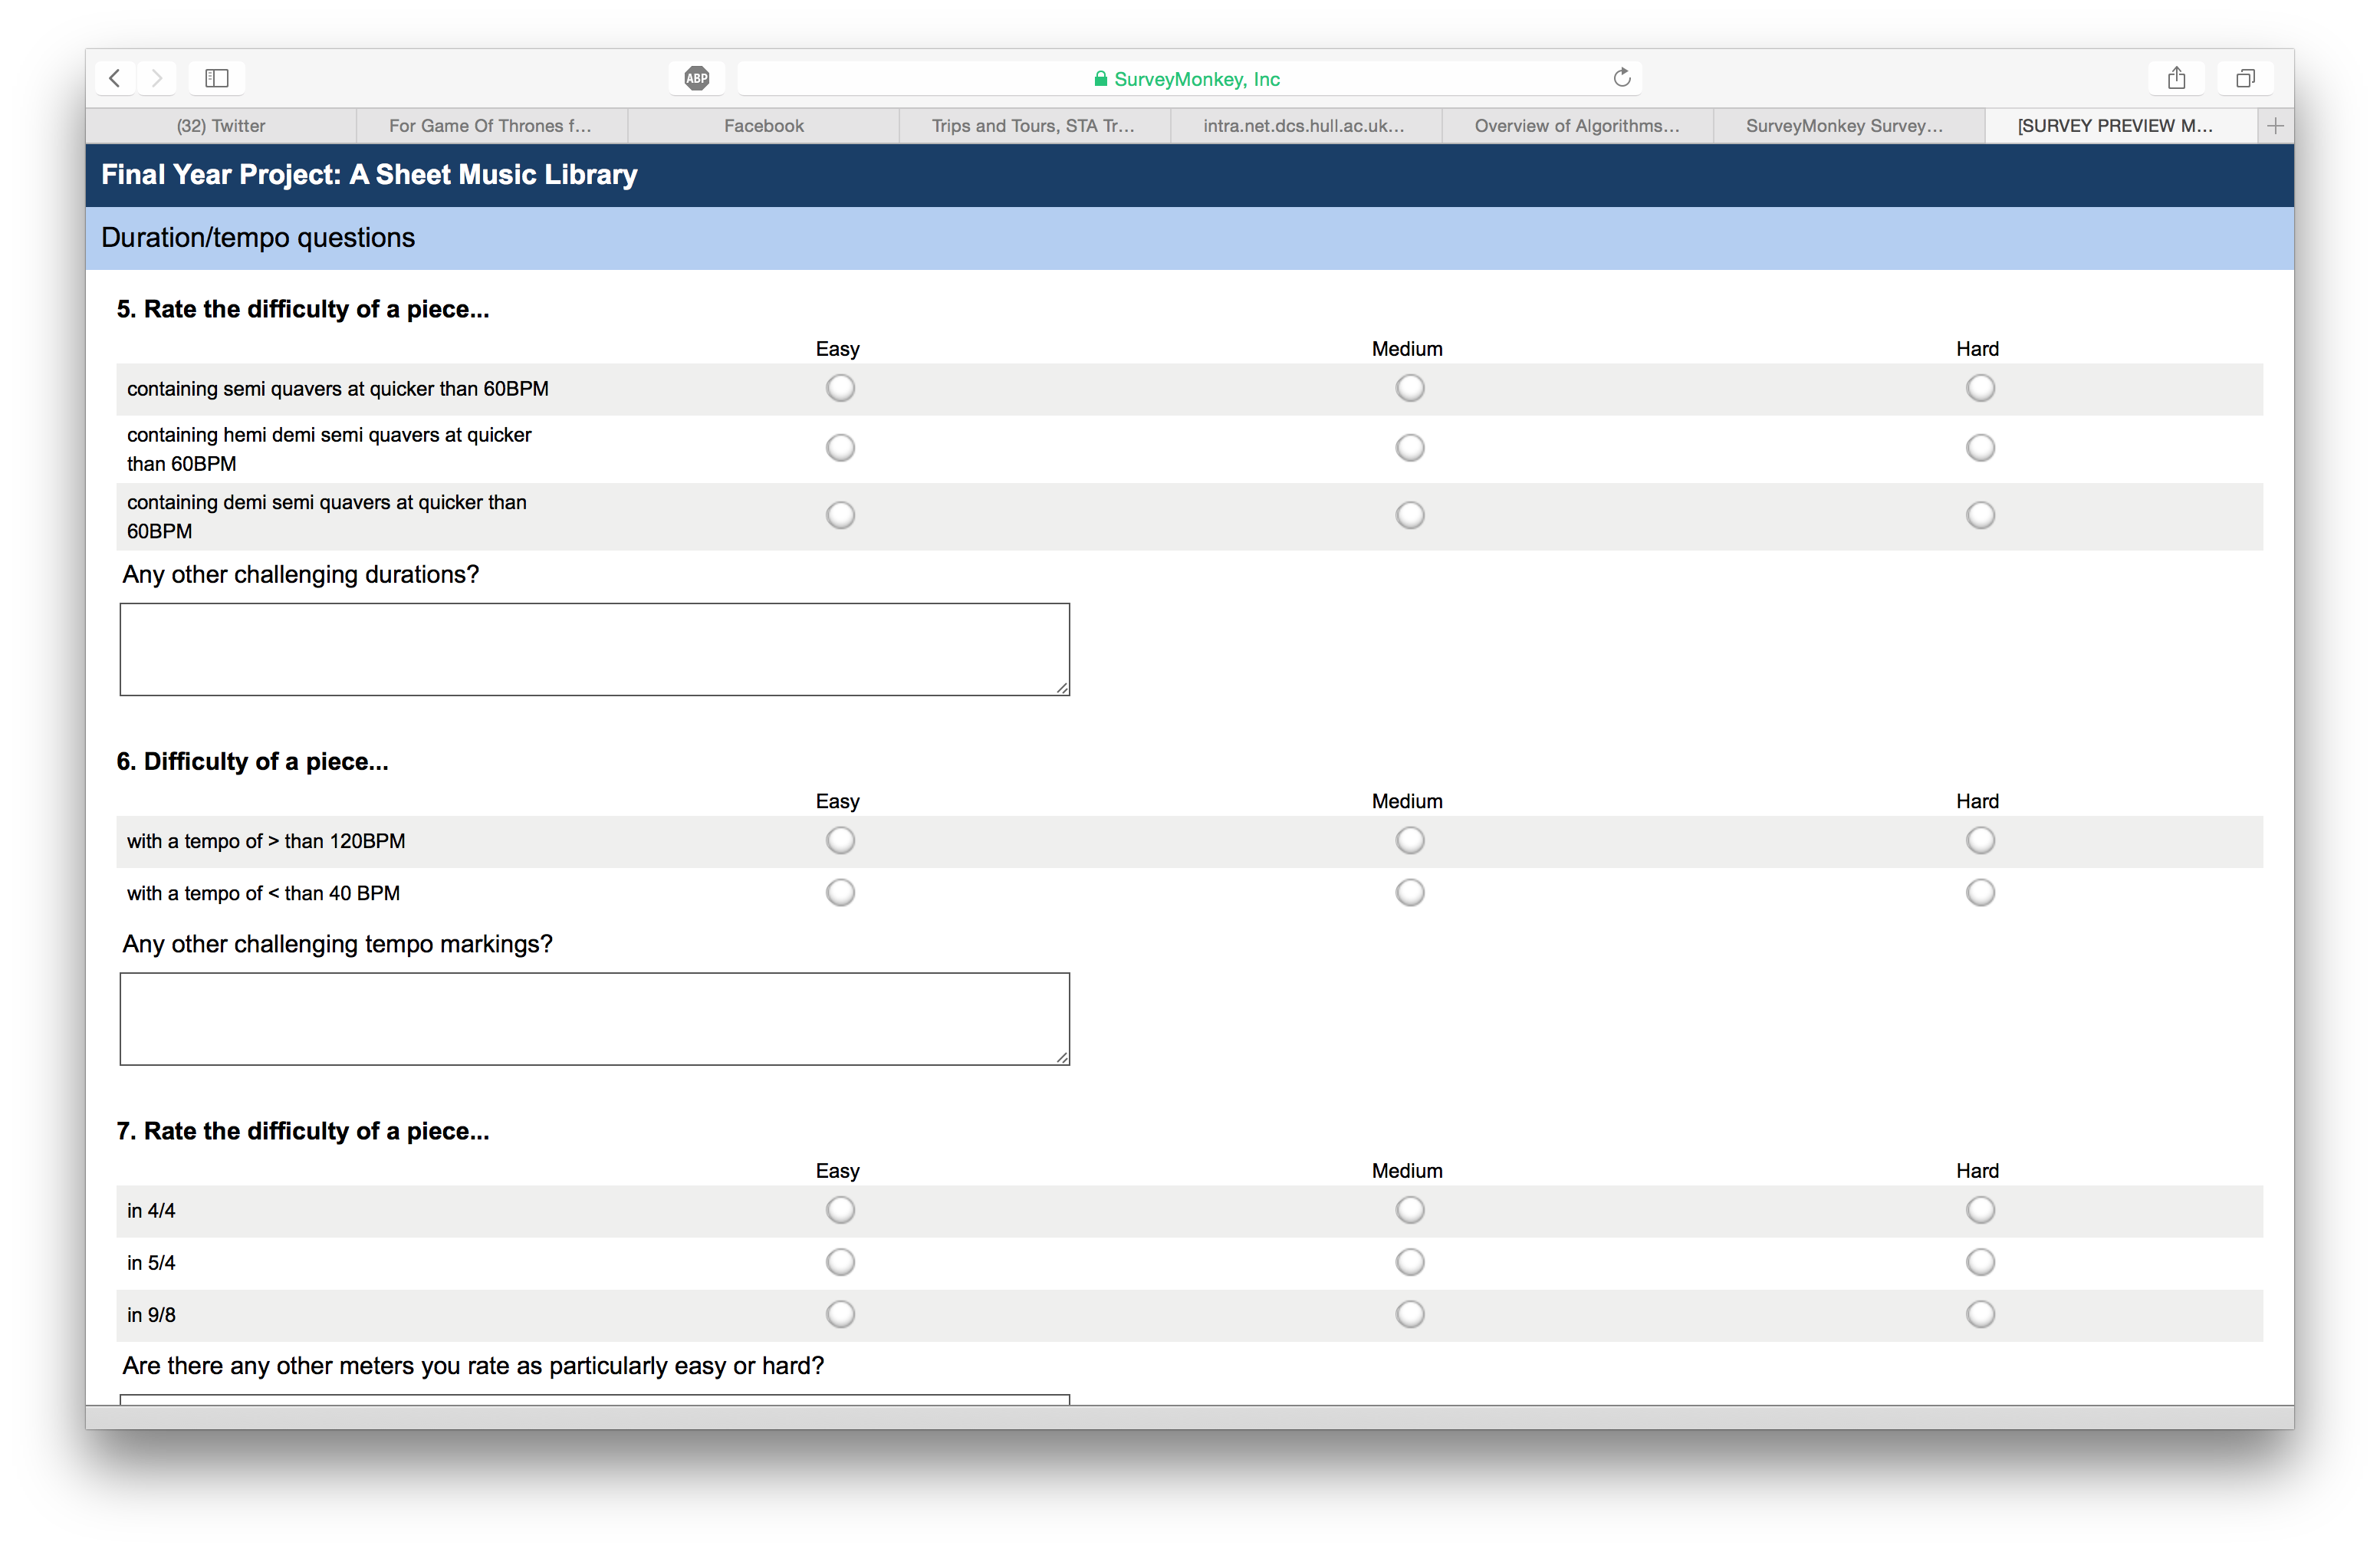 ABP
SurveyMonkey, Inc
(32) Twitter
For Game Of Thrones f...
Facebook
Trips and Tours, STA Tr...
intra.net.dcs.hull.ac.uk...
Overview of Algorithms...
SurveyMonkey Survey...
[SURVEY PREVIEW M...
Final Year Project: A Sheet Music Library
Duration/tempo questions
5. Rate the difficulty of a piece...
Easy Medium Hard
containing semi quavers at quicker than 60BPM
containing hemi demi semi quavers at quicker
than 60BPM
containing demi semi quavers at quicker than
60BPM
Any other challenging durations?
6. Difficulty of a piece...
Easy Medium Hard
with a tempo of > than 120BPM
with a tempo of < than 40 BPM
Any other challenging tempo markings?
7. Rate the difficulty of a piece...
Easy Medium Hard
in 4/4
in 5/4
in 9/8
Are there any other meters you rate as particularly easy or hard?